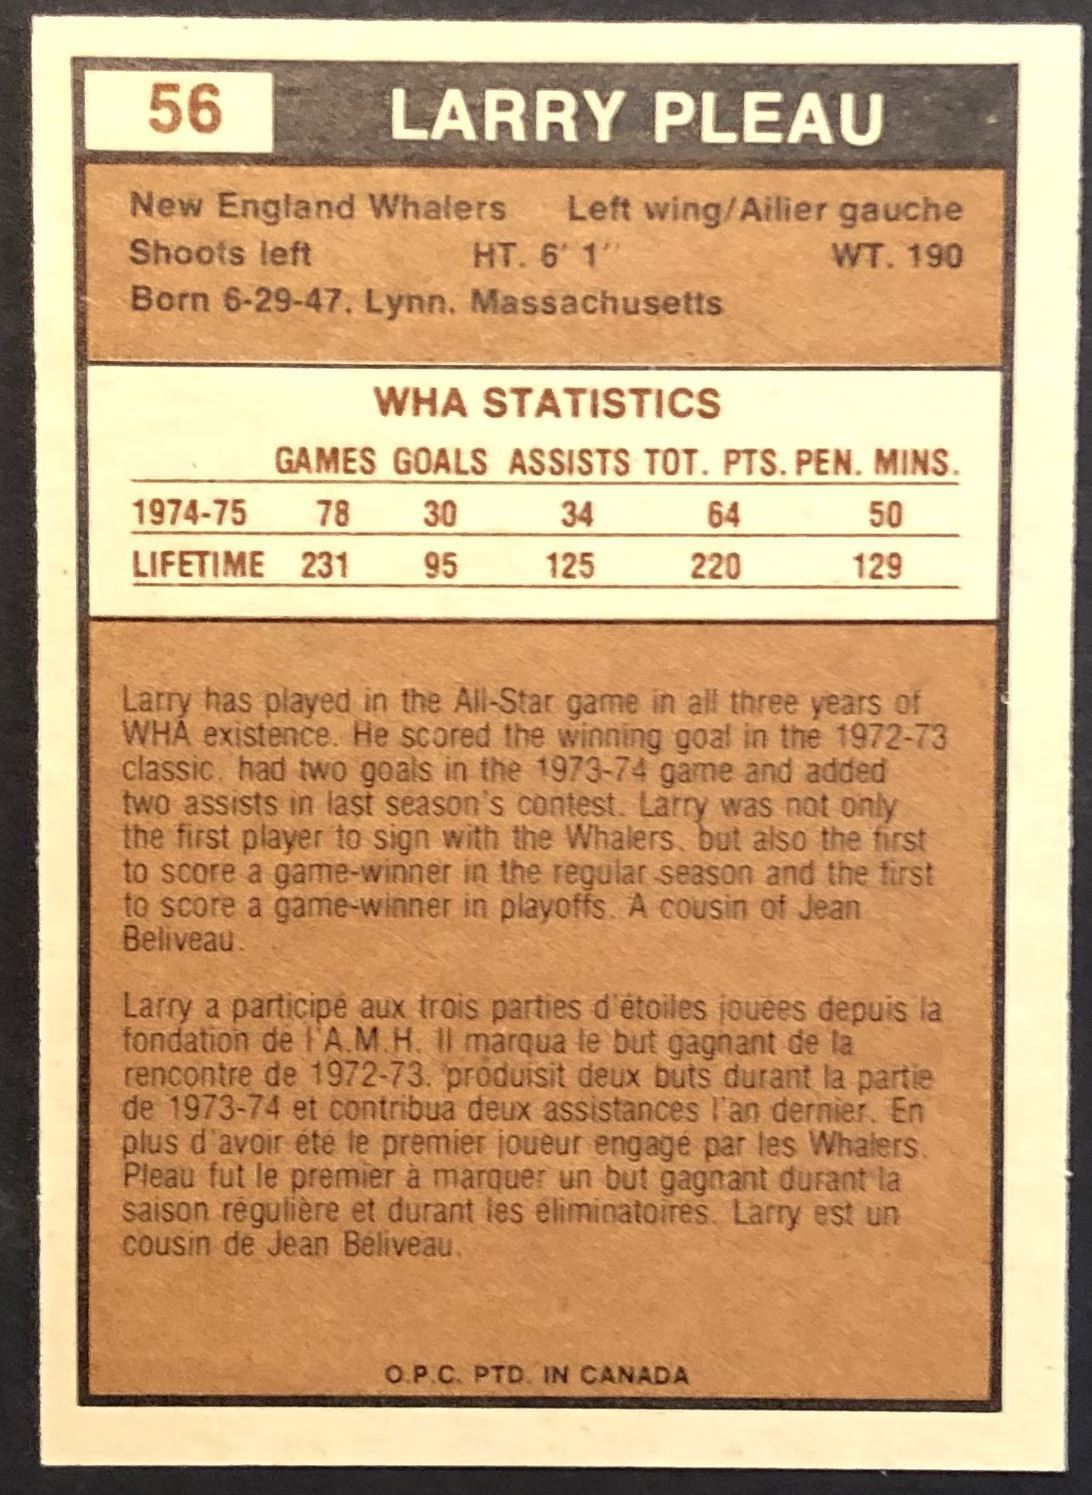 56 LARRY PLEAU
New England Whalers Left wing/Ailier gauche
Shoots left HT. 6' 1" WT. 190
Born 6-29-47, Lynn, Massachusetts
WHA STATISTICS
GAMES GOALS ASSISTS TOT. PTS. PEN. MINS.
1974-75 78 30 34 64 50
LIFETIME 231 95 125 220 129
Larry has played in the All-Star game in all three years of
WHA existence. He scored the winning goal in the 1972-73
classic, had two goals in the 1973-74 game and added
two assists in last season's contest. Larry was not only
the first player to sign with the Whalers, but also the first
to score a game-winner in the regular season and the first
to score a game-winner in playoffs. A cousin of Jean
Beliveau.
Larry a participé aux trois parties d'étoiles jouées depuis la
fondation de l'A.M.H. Il marqua le but gagnant de la
rencontre de 1972-73, produisit deux buts durant la partie
de 1973-74 et contribua deux assistances l'an dernier. En
plus d'avoir été le premier joueur engagé par les Whalers,
Pleau fut le premier à marquer un but gagnant durant la
saison régulière et durant les éliminatoires. Larry est un
cousin de Jean Béliveau.
O.P.C. PTD. IN CANADA